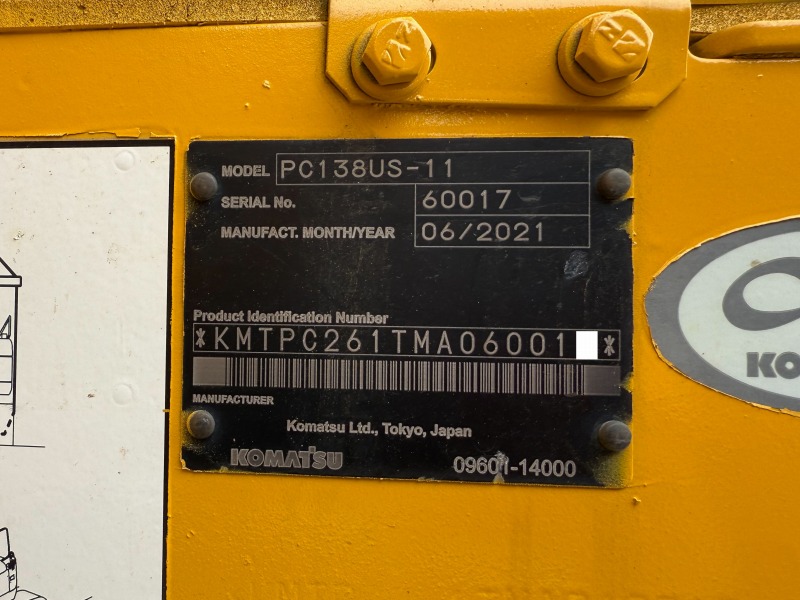 MODEL PC138US-11
SERIAL No. 60017
MANUFACT. MONTH/YEAR 06/2021
Product Identification Number
*KMTPC261TMA06001 *
MANUFACTURER
Komatsu Ltd., Tokyo, Japan
KOMATSU 09601-14000
KO